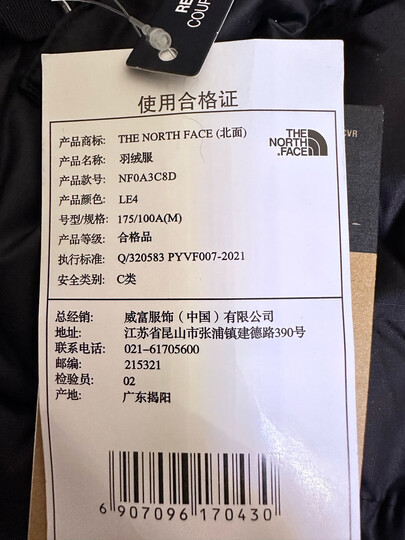 RE
COUP
使用合格证
产品商标: THE NORTH FACE (北面)
产品名称: 羽绒服
产品款号: NF0A3C8D
产品颜色: LE4
号型/规格: 175/100A(M)
产品等级: 合格品
执行标准: Q/320583 PYVF007-2021
安全类别: C类
THE
NORTH
FACE
CVR
总经销: 威富服饰(中国)有限公司
地址: 江苏省昆山市张浦镇建德路390号
联系电话: 021-61705600
邮编: 215321
检验员: 02
产地: 广东揭阳
6 907096 170430